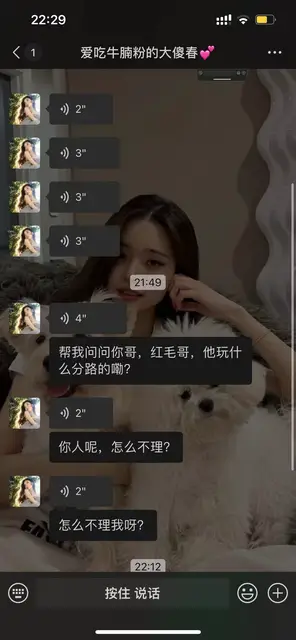 22:29
1
爱吃牛腩粉的大傻春💕
2"
3"
3"
3"
21:49
4"
帮我问问你哥，红毛哥，他玩什
么分路的嘞?
2"
你人呢，怎么不理?
2"
怎么不理我呀?
22:12
按住 说话